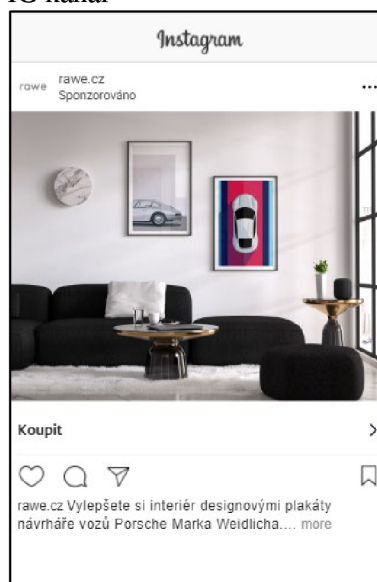 IG kanál
Instagram
rawe
rawe.cz
Sponzorováno
Koupit
rawe.cz Vylepšete si interiér designovými plakáty
návrháře vozů Porsche Marka Weidlicha.... more